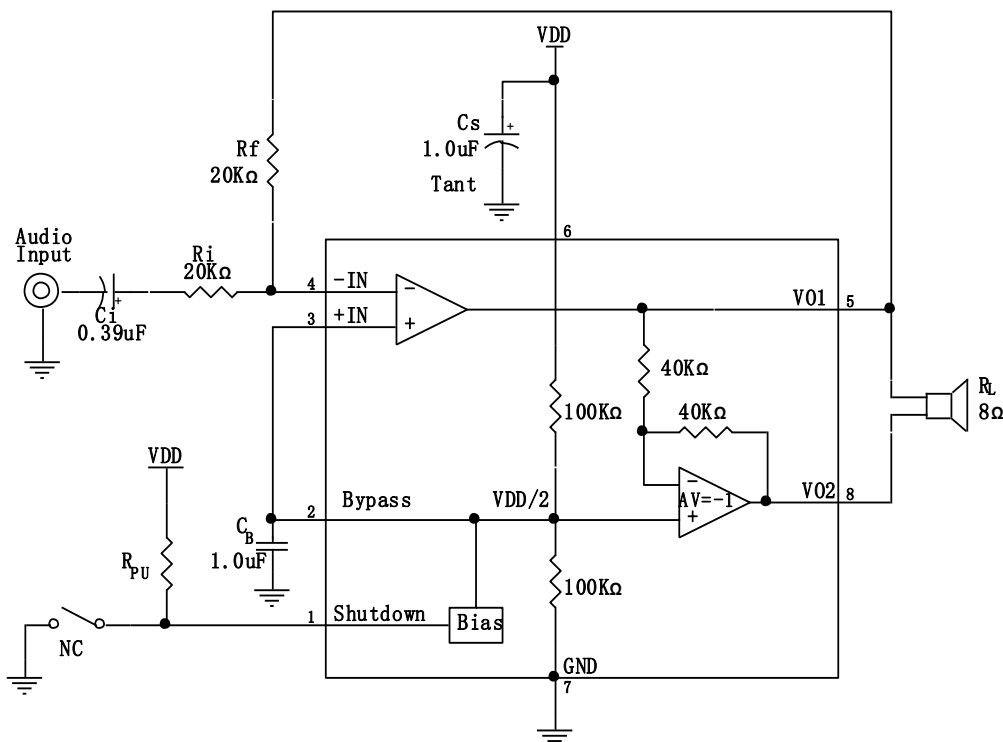 VDD
Cs
1.0uF
Tant
+
Rf
20KΩ
6
Audio
Input
Ri
20KΩ
4
-IN
−
VO1
5
Ci
+
0.39uF
3
+IN
+
40KΩ
RL
8Ω
100KΩ
40KΩ
VDD
2
Bypass
VDD/2
−
AV=-1
+
VO2
8
CB
1.0uF
RPU
100KΩ
1
Shutdown
Bias
NC
GND
7